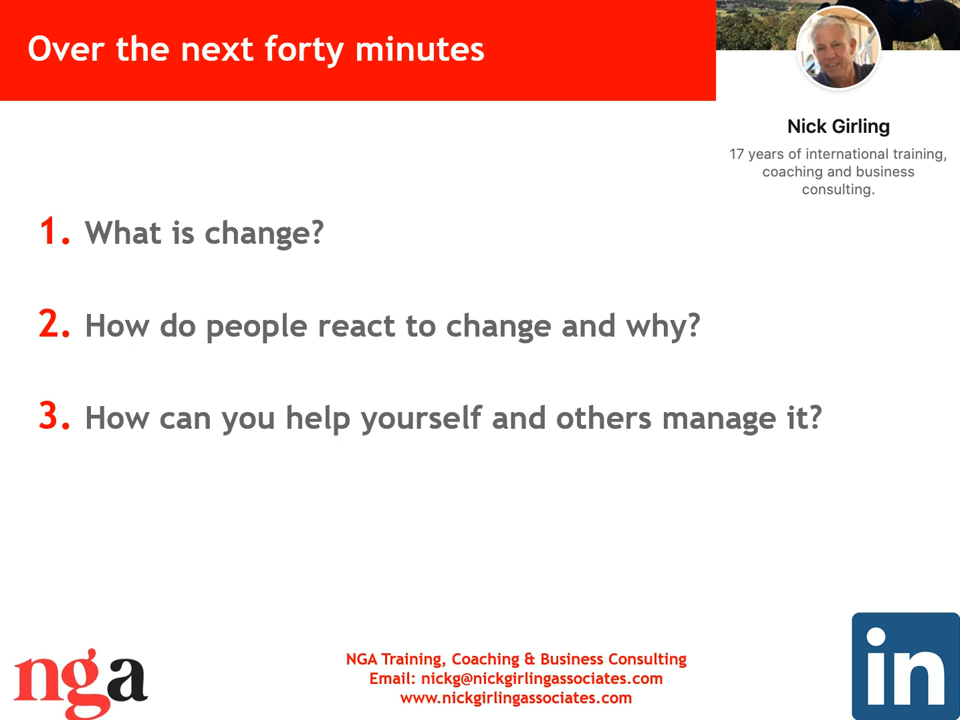 Over the next forty minutes
Nick Girling
17 years of international training,
coaching and business
consulting.
1. What is change?
2. How do people react to change and why?
3. How can you help yourself and others manage it?
nga
NGA Training, Coaching & Business Consulting
Email: nickg@nickgirlingassociates.com
www.nickgirlingassociates.com
in